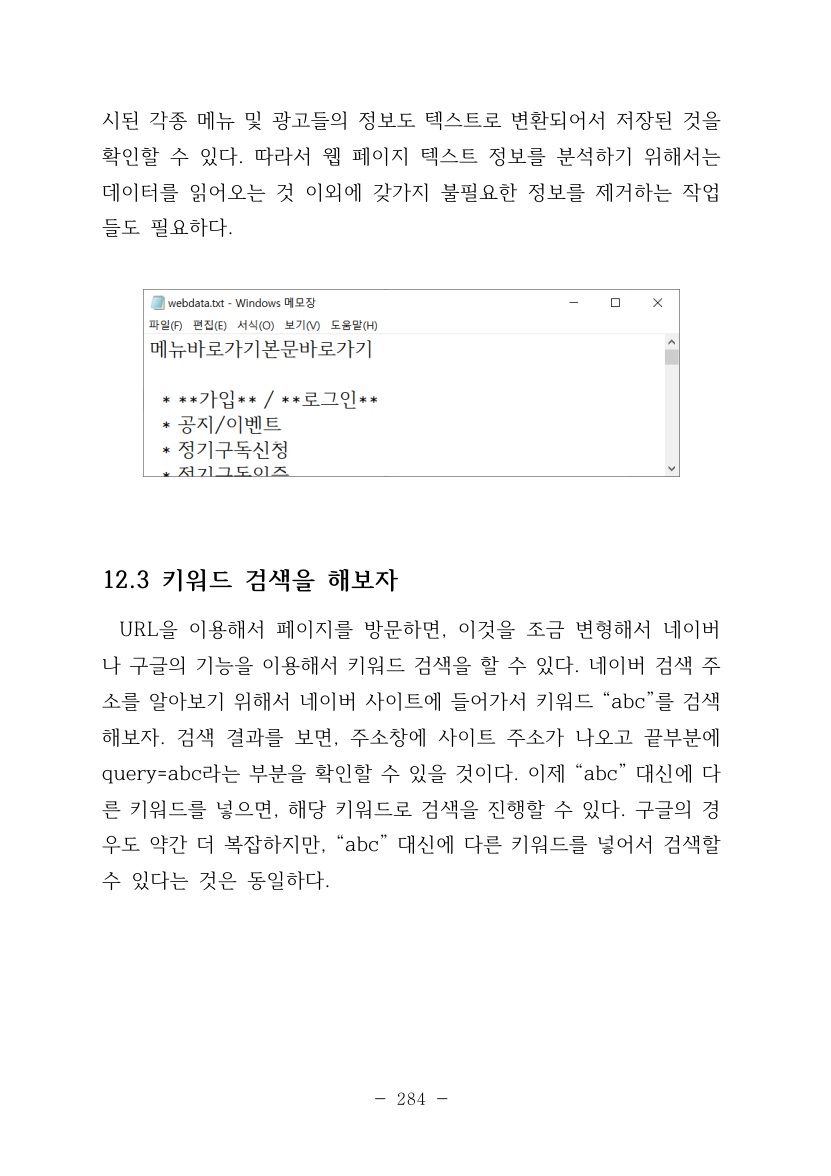 시된 각종 메뉴 및 광고들의 정보도 텍스트로 변환되어서 저장된 것을
확인할 수 있다. 따라서 웹 페이지 텍스트 정보를 분석하기 위해서는
데이터를 읽어오는 것 이외에 갖가지 불필요한 정보를 제거하는 작업
들도 필요하다.
webdata.txt - Windows 메모장
파일(F) 편집(E) 서식(O) 보기(V) 도움말(H)
메뉴바로가기본문바로가기
* **가입** / **로그인**
* 공지/이벤트
* 정기구독신청
* 정기구독인증
12.3 키워드 검색을 해보자
URL을 이용해서 페이지를 방문하면, 이것을 조금 변형해서 네이버
나 구글의 기능을 이용해서 키워드 검색을 할 수 있다. 네이버 검색 주
소를 알아보기 위해서 네이버 사이트에 들어가서 키워드 “abc”를 검색
해보자. 검색 결과를 보면, 주소창에 사이트 주소가 나오고 끝부분에
query=abc라는 부분을 확인할 수 있을 것이다. 이제 “abc” 대신에 다
른 키워드를 넣으면, 해당 키워드로 검색을 진행할 수 있다. 구글의 경
우도 약간 더 복잡하지만, “abc” 대신에 다른 키워드를 넣어서 검색할
수 있다는 것은 동일하다.
- 284 -